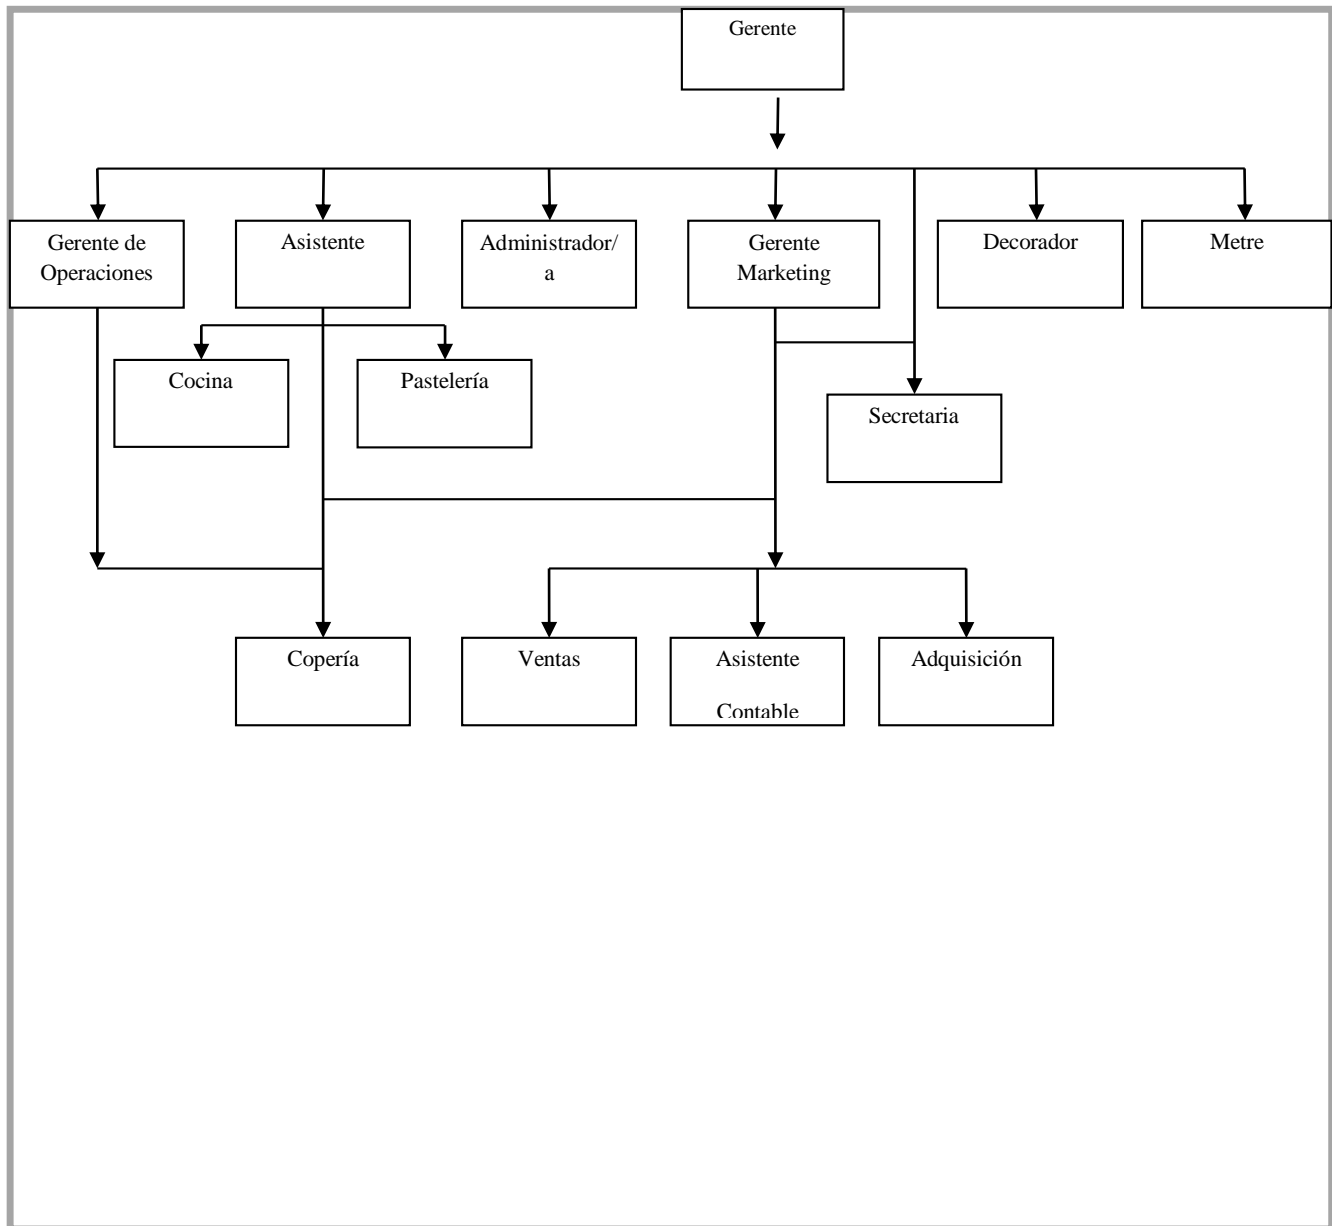 Gerente
Gerente de
Operaciones
Asistente
Administrador/
a
Gerente
Marketing
Decorador
Metre
Cocina
Pastelería
Secretaria
Copería
Ventas
Asistente
Contable
Adquisición